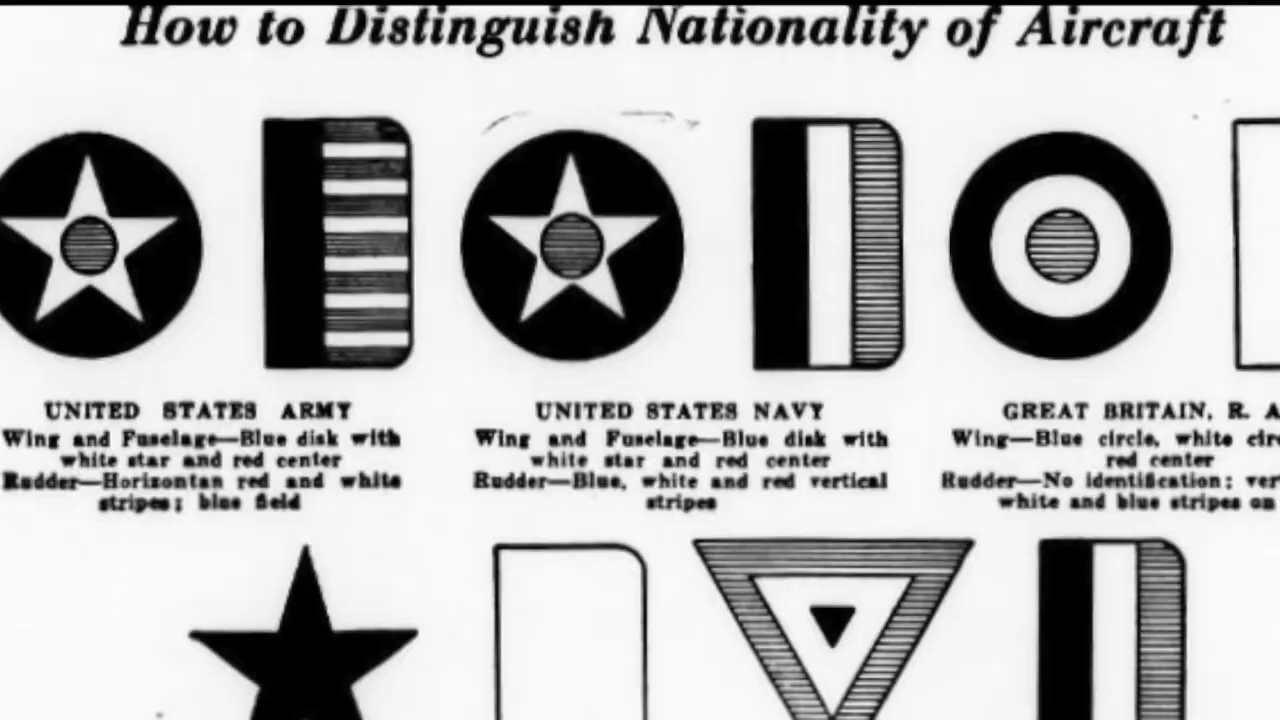 How to Distinguish Nationality of Aircraft
UNITED STATES ARMY
Wing and Fuselage—Blue disk with
white star and red center
Rudder—Horizontan red and white
stripes; blue field
UNITED STATES NAVY
Wing and Fuselage—Blue disk with
white star and red center
Rudder—Blue, white and red vertical
stripes
GREAT BRITAIN, R. A
Wing—Blue circle, white circ
red center
Rudder—No identification; ver
white and blue stripes on